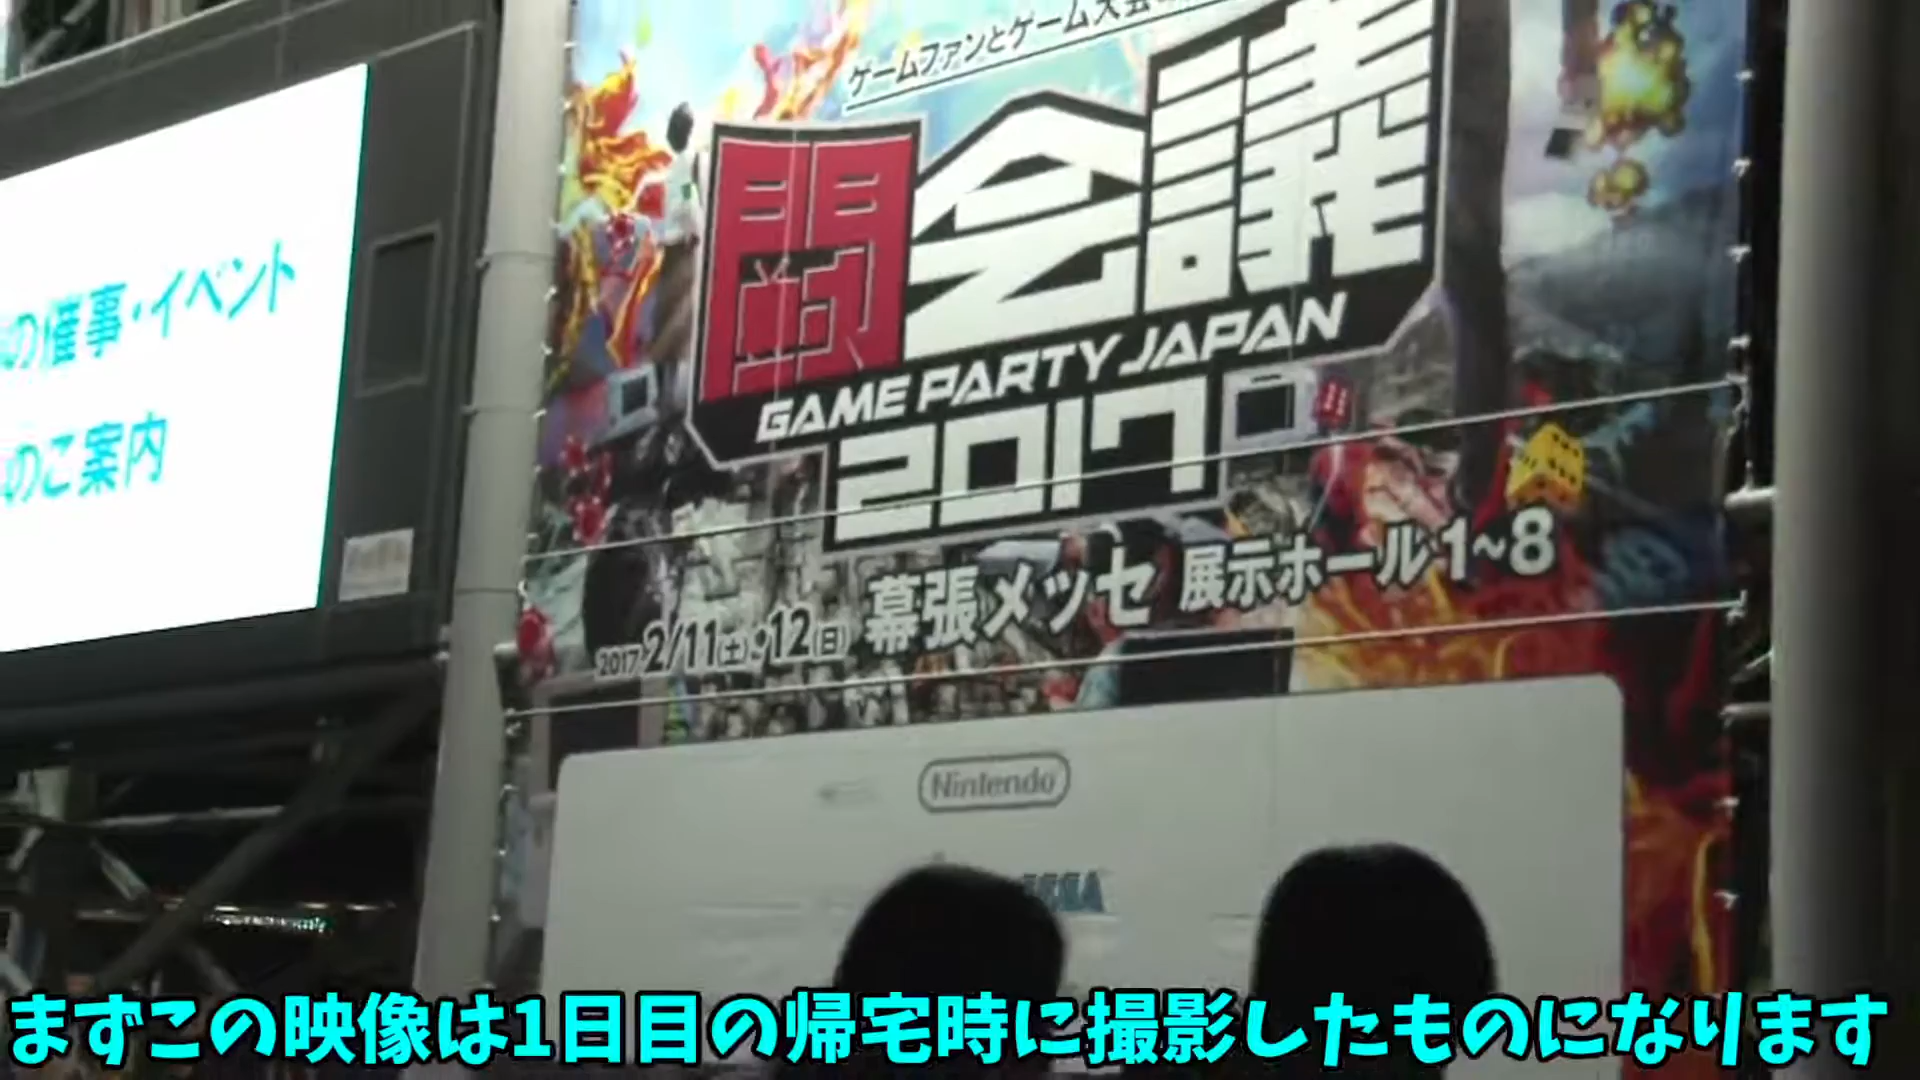 の催事・イベント
のご案内
ゲームファンとゲーム大会
闘会議
GAME PARTY JAPAN
2017
2017 2/11(土)・12(日) 幕張メッセ 展示ホール1~8
Nintendo
SEGA
まずこの映像は1日目の帰宅時に撮影したものになります